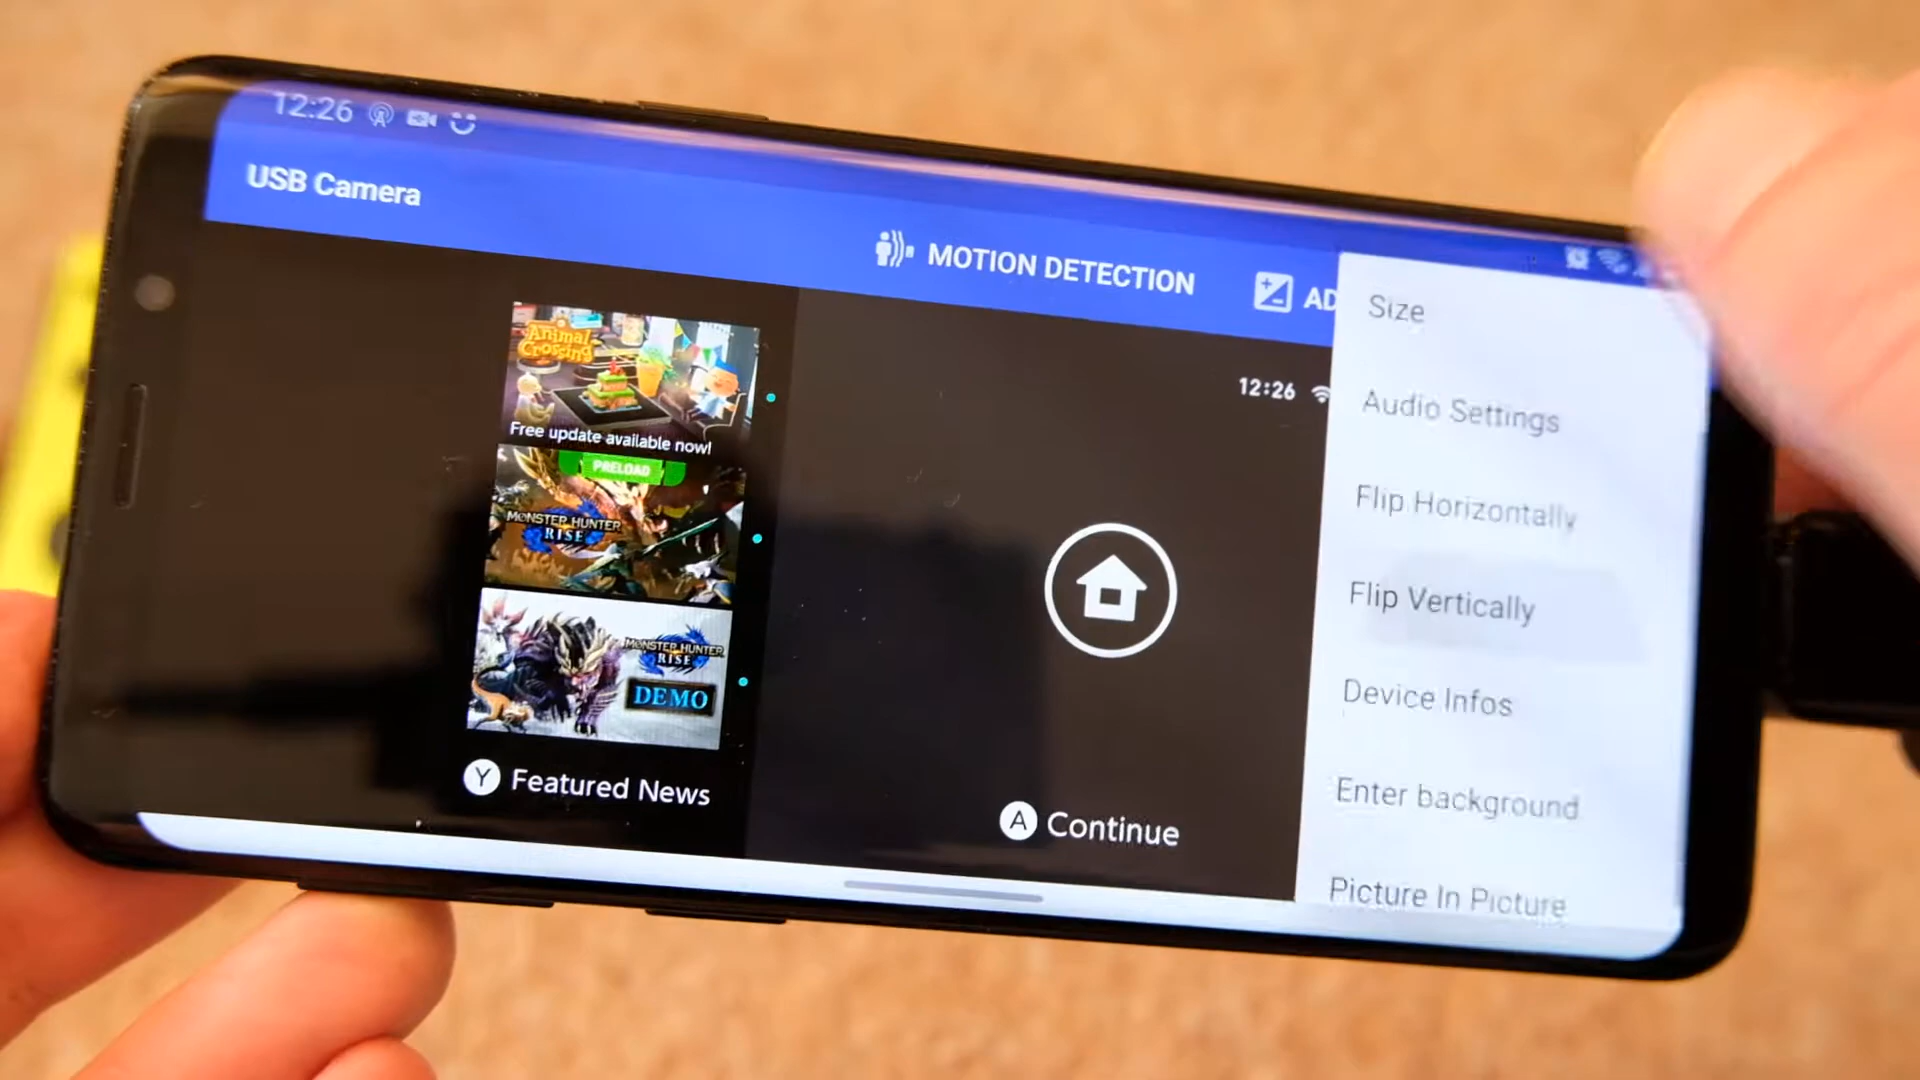 12:26
USB Camera
MOTION DETECTION
AD
12:26
Animal
Crossing
Free update available now!
PRELOAD
MONSTER HUNTER
RISE
MONSTER HUNTER
RISE
DEMO
Y Featured News
A Continue
Size
Audio Settings
Flip Horizontally
Flip Vertically
Device Infos
Enter background
Picture In Picture